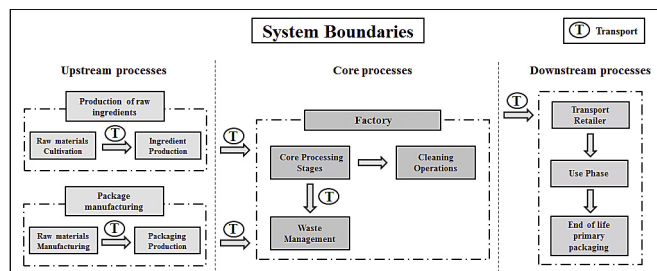 System Boundaries
T Transport
Upstream processes
Core processes
Downstream processes
Production of raw
ingredients
Raw materials
Cultivation
T
Ingredient
Production
T
Package
manufacturing
Raw materials
Manufacturing
T
Packaging
Production
T
Factory
Core Processing
Stages
Cleaning
Operations
T
Waste
Management
T
Transport
Retailer
Use Phase
End of life
primary
packaging